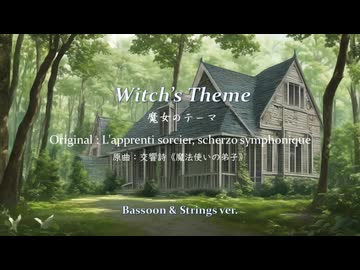 Witch's Theme
魔女のテーマ
Original : L'apprenti sorcier, scherzo symphonique
原曲：交響詩《魔法使いの弟子》
Bassoon & Strings ver.